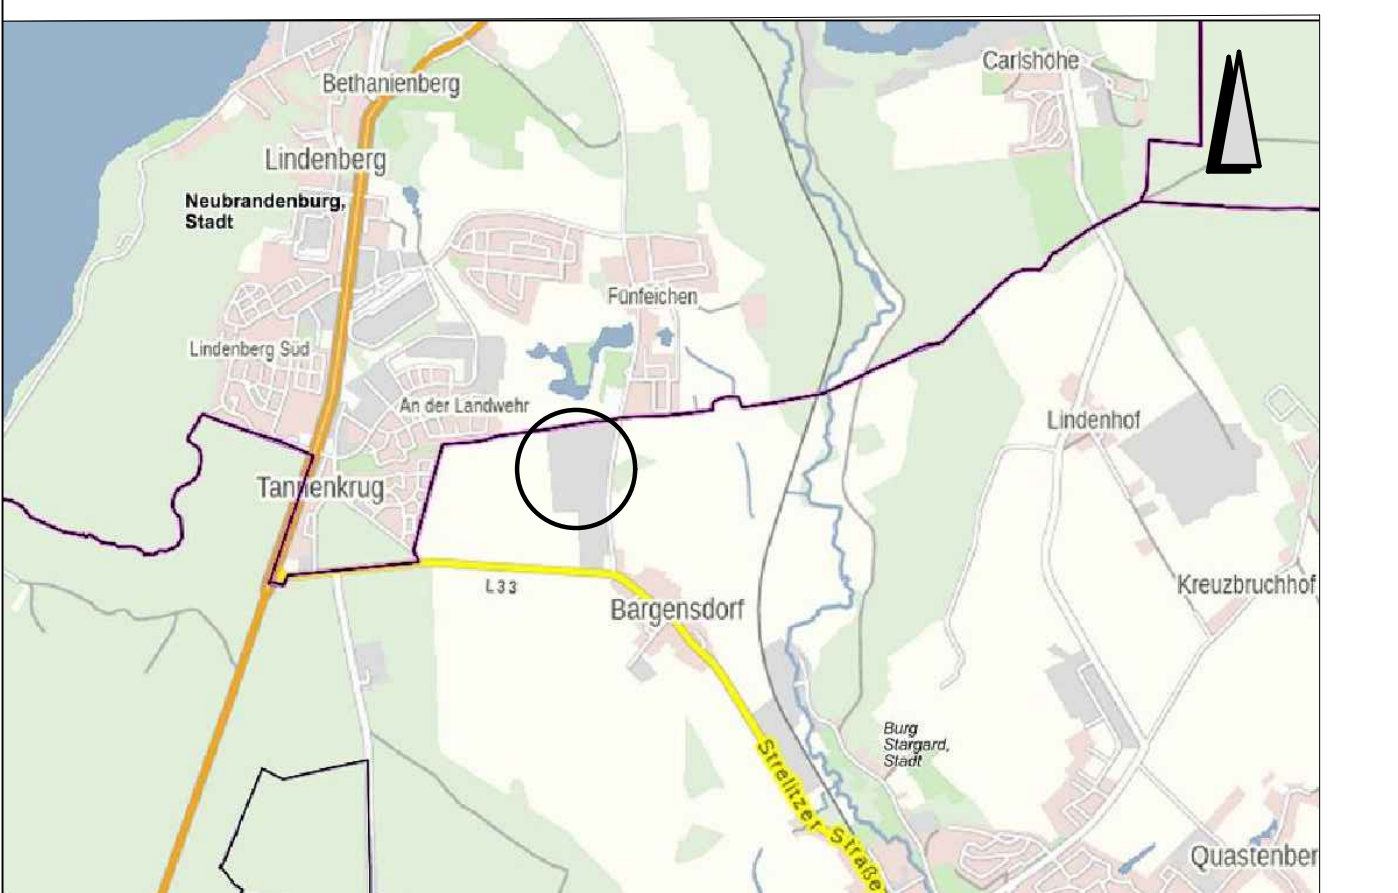 Carlshöhe
Bethanienberg
Lindenberg
Neubrandenburg,
Stadt
Fünfeichen
Lindenberg Süd
An der Landwehr
Lindenhof
Tannenkrug
L33
Bargensdorf
Kreuzbruchhof
Burg
Stargard,
Stadt
Strelitzer Straße
Quastenber